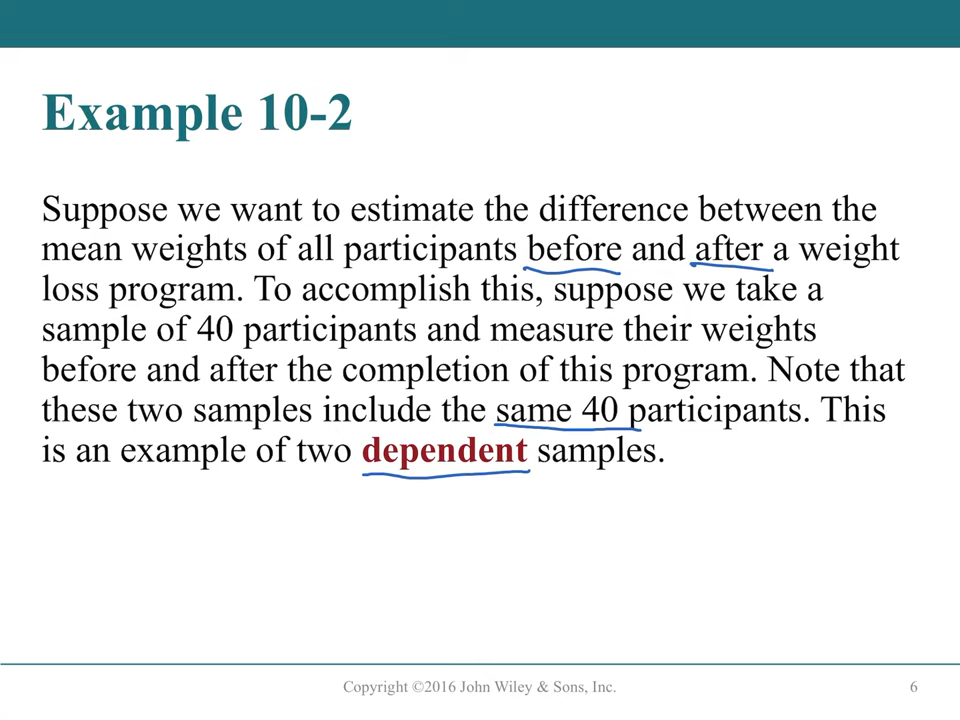 Example 10-2
Suppose we want to estimate the difference between the
mean weights of all participants before and after a weight
loss program. To accomplish this, suppose we take a
sample of 40 participants and measure their weights
before and after the completion of this program. Note that
these two samples include the same 40 participants. This
is an example of two dependent samples.
Copyright ©2016 John Wiley & Sons, Inc.
6